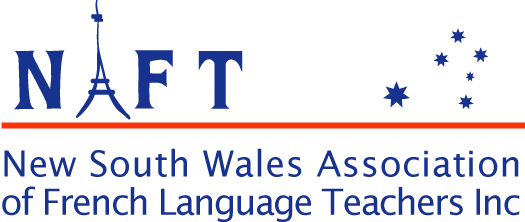 NAFT
New South Wales Association
of French Language Teachers Inc